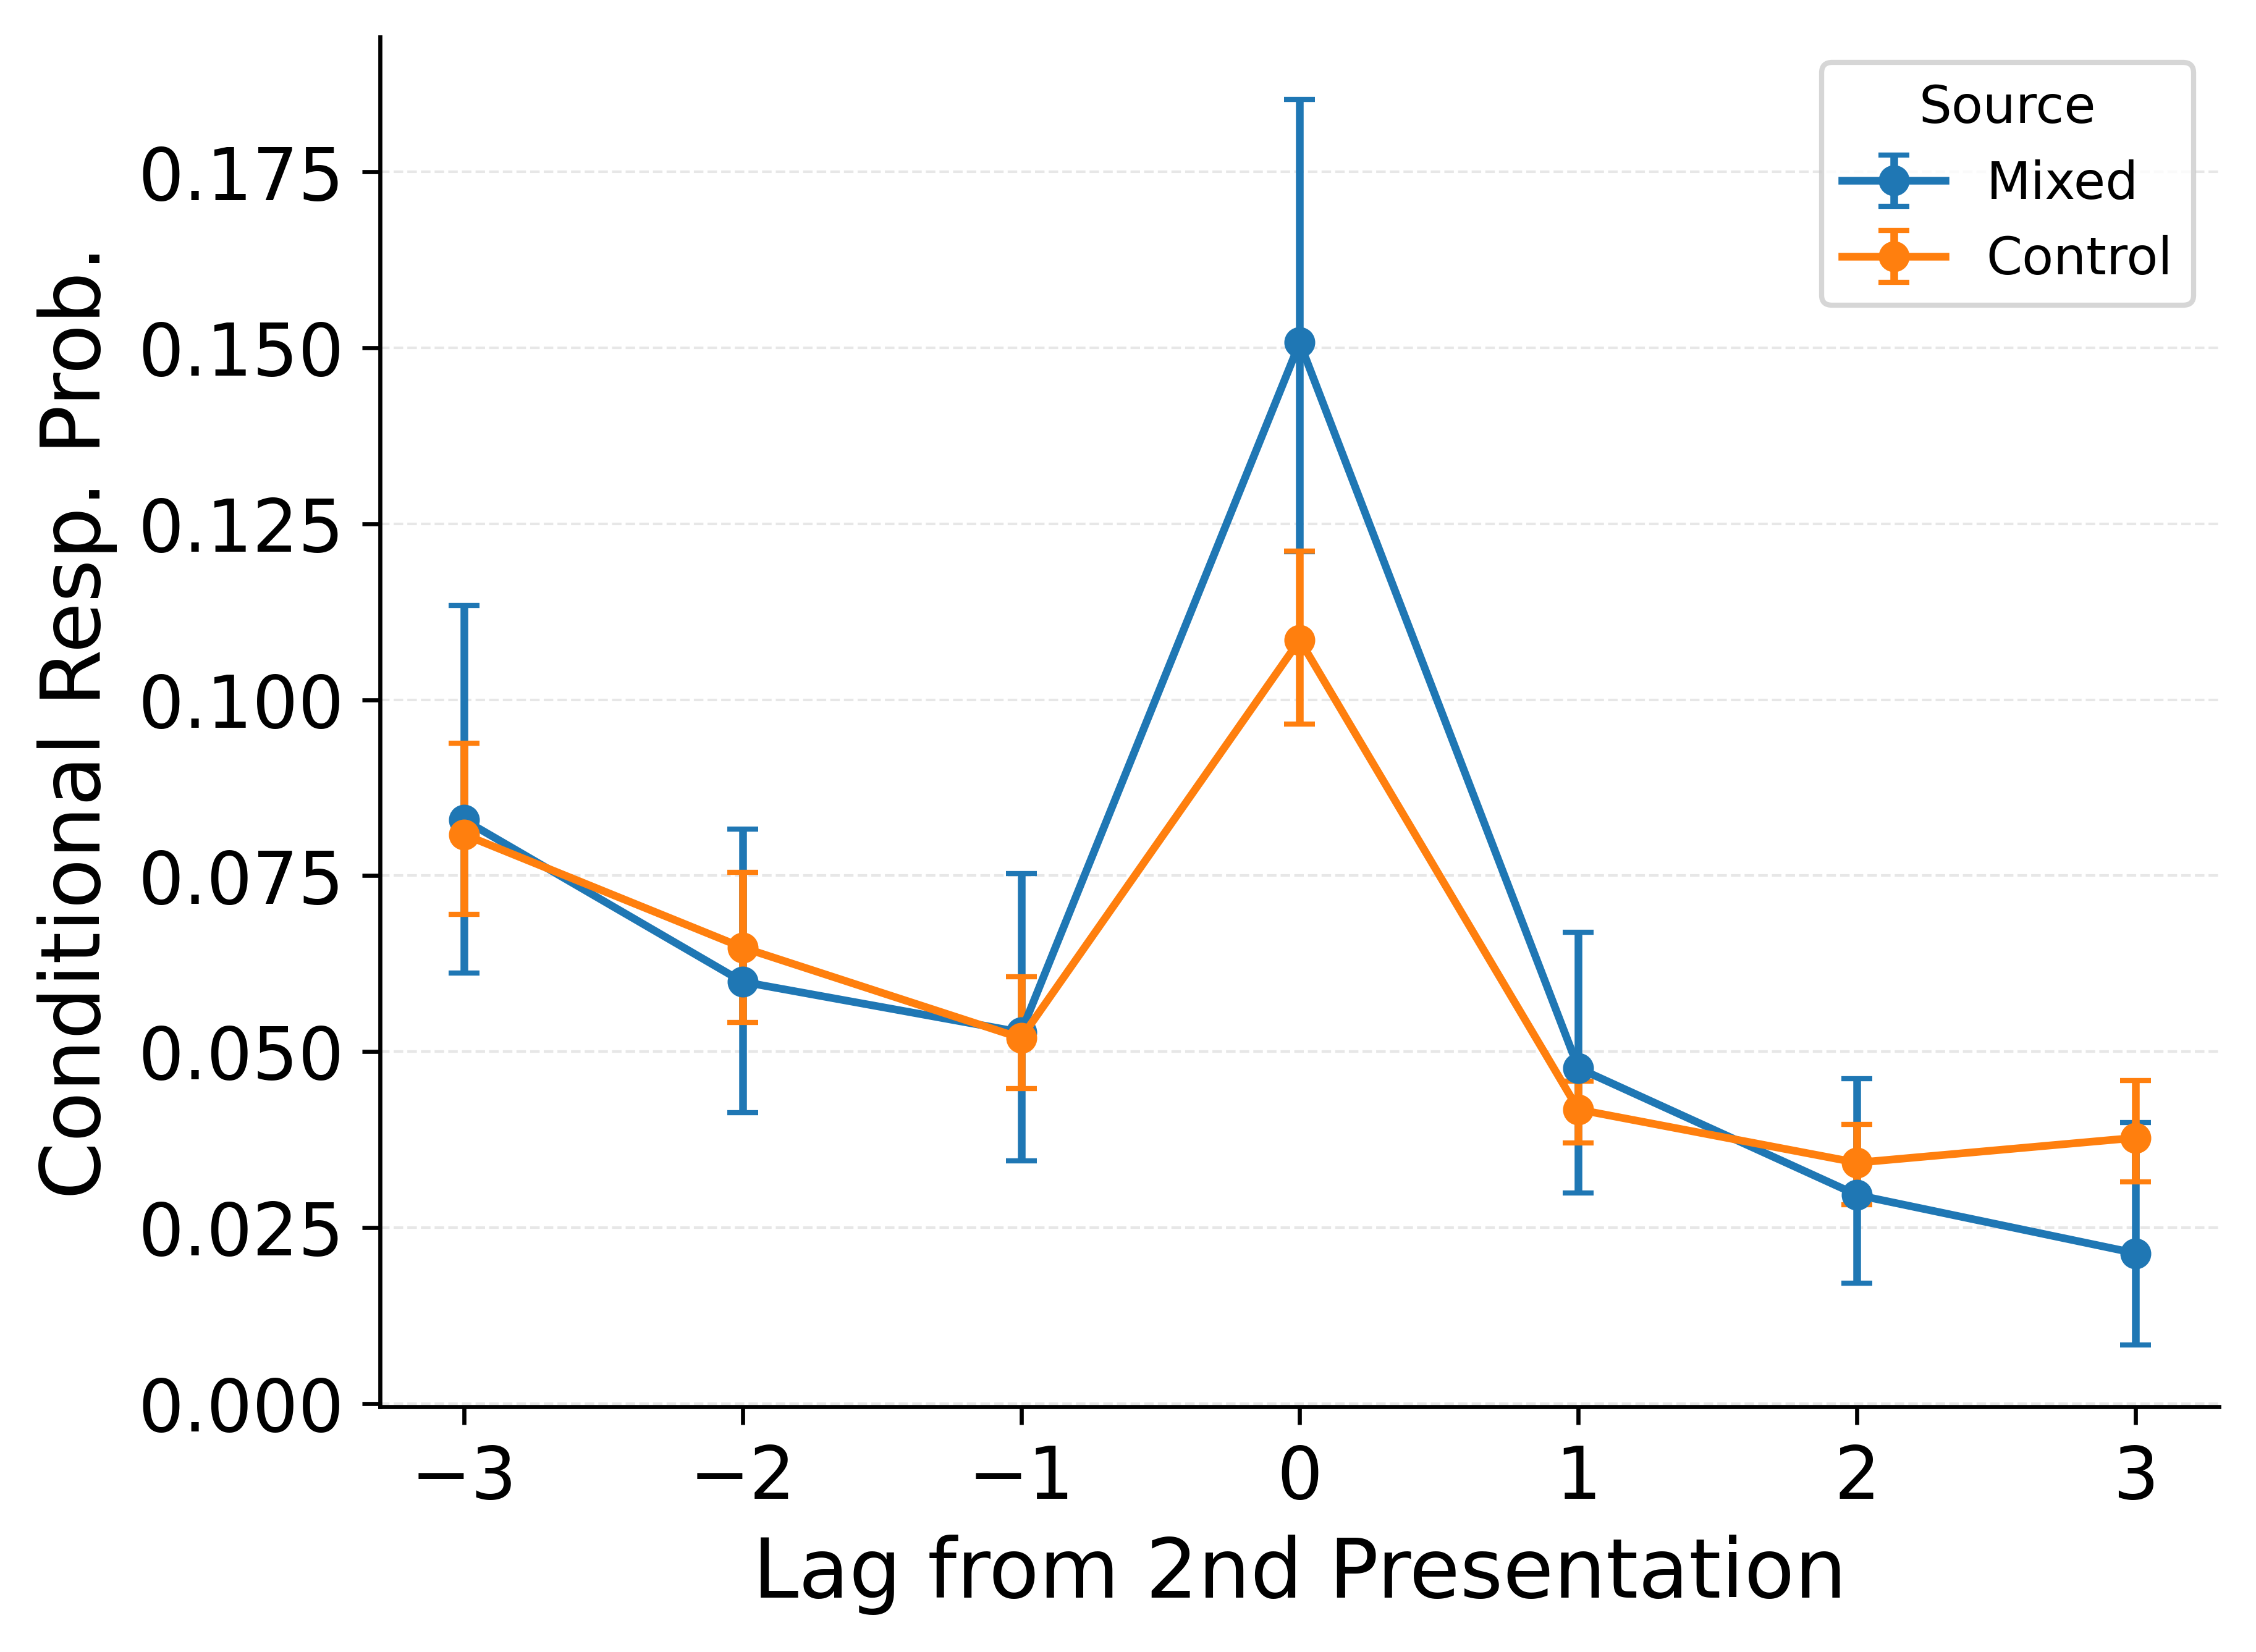 Source
Mixed
Control
Conditional Resp. Prob.
0.175
0.150
0.125
0.100
0.075
0.050
0.025
0.000
−3 −2 −1 0 1 2 3
Lag from 2nd Presentation